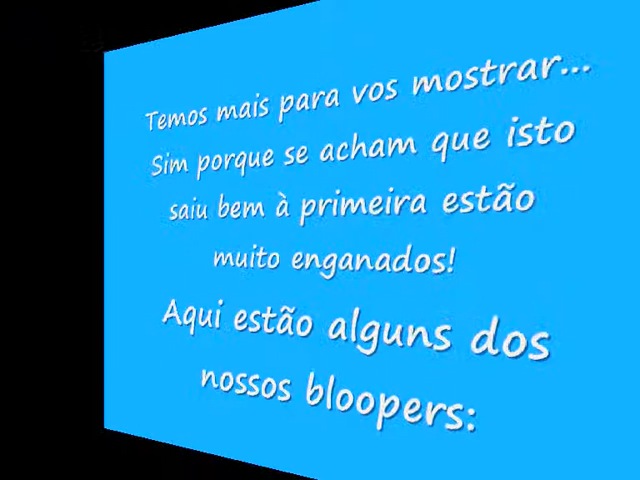 Temos mais para vos mostrar...
Sim porque se acham que isto
saiu bem à primeira estão
muito enganados!
Aqui estão alguns dos
nossos bloopers: